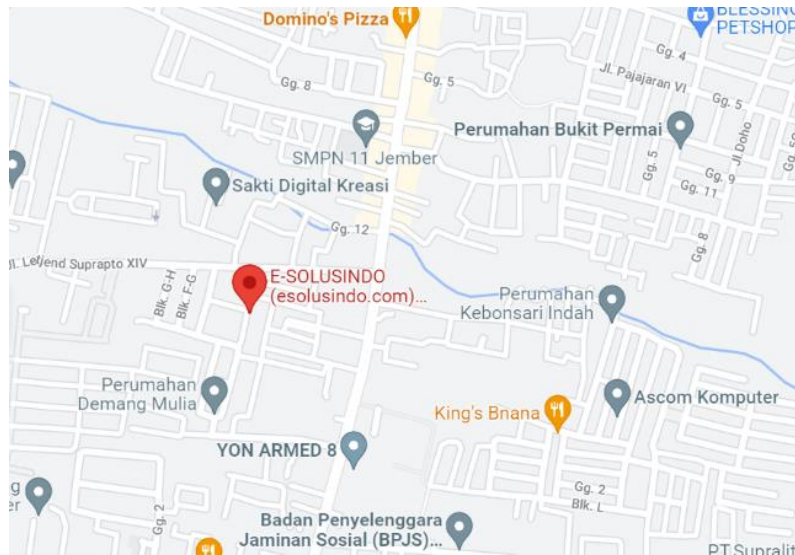 BLESSING
PETSHOP
Domino's Pizza
Gg. 4
Gg. 5
Jl. Pajajaran VI
Gg. 8
Gg. 5
Perumahan Bukit Permai
SMPN 11 Jember
Jl.Doho
Gg. 5
Gg. 9
Gg. 11
Sakti Digital Kreasi
Gg. 12
Gg. 8
Jl. Letjend Suprapto XIV
E-SOLUSINDO
(esolusindo.com)...
Blk. G-H
Blk. F-G
Perumahan
Kebonsari Indah
Perumahan
Demang Mulia
Ascom Komputer
King's Bnana
YON ARMED 8
Gg. 2
Blk. L
Gg. 2
Badan Penyelenggara
Jaminan Sosial (BPJS)...
PT Supralit